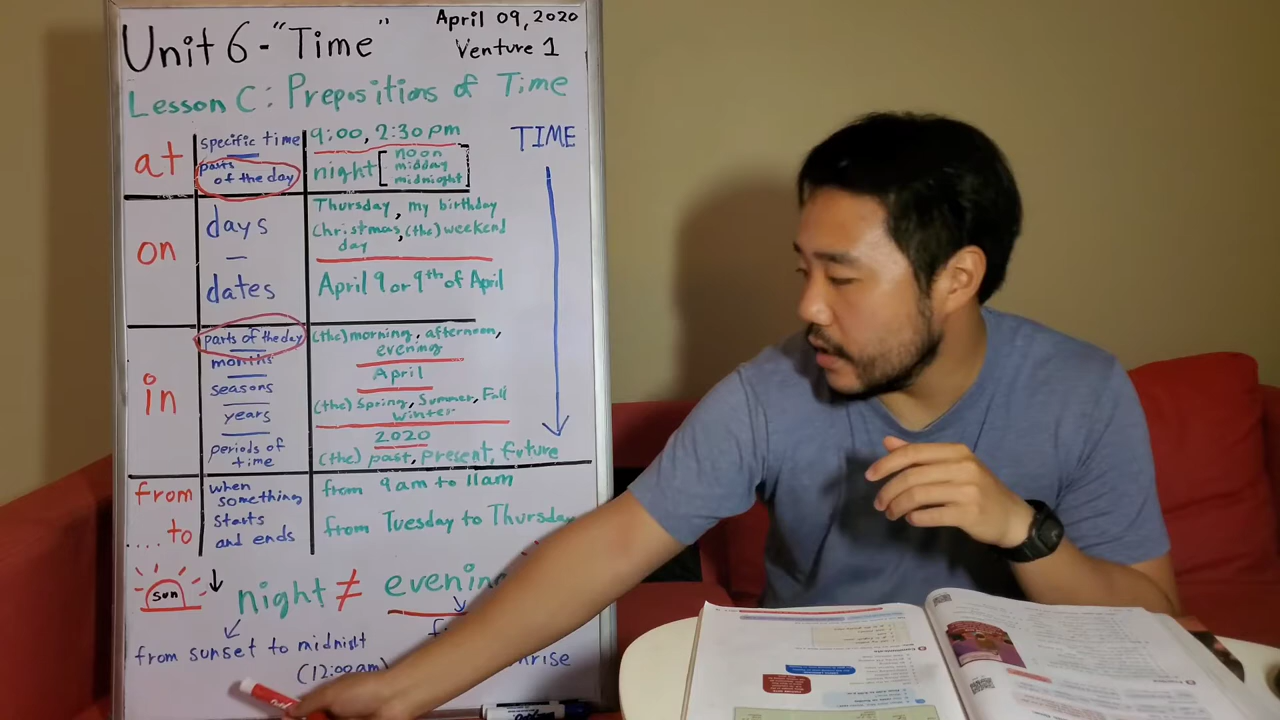 Unit 6 - "Time"
April 09, 2020
Venture 1
Lesson C: Prepositions of Time
at
specific time
9:00, 2:30 pm
parts
of the day
night [noon
midday
midnight]
TIME
on
days
Thursday, my birthday
Christmas, (the) weekend
day
dates
April 9 or 9th of April
in
parts of the day
(the) morning, afternoon,
evening
months
April
seasons
(the) Spring, Summer, Fall
Winter
years
2020
periods of
time
(the) past, present, future
from
.... to
when
something
starts
and ends
from 9am to 11am
from Tuesday to Thursday
sun
night ≠ evenin
from sunset to midnight
(12:00am)